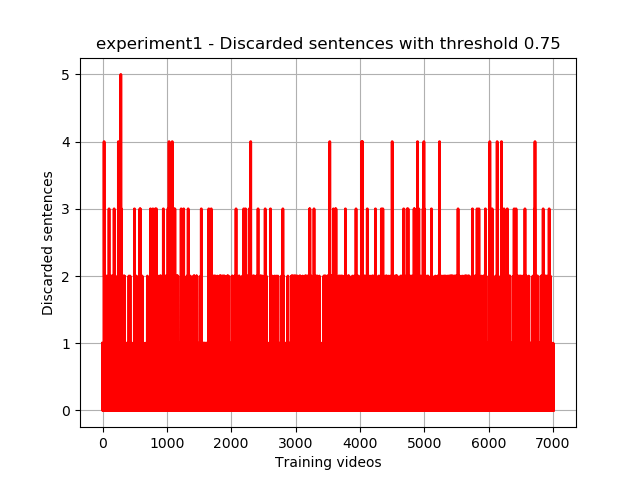 experiment1 - Discarded sentences with threshold 0.75
5
4
3
2
1
0
Discarded sentences
0 1000 2000 3000 4000 5000 6000 7000
Training videos